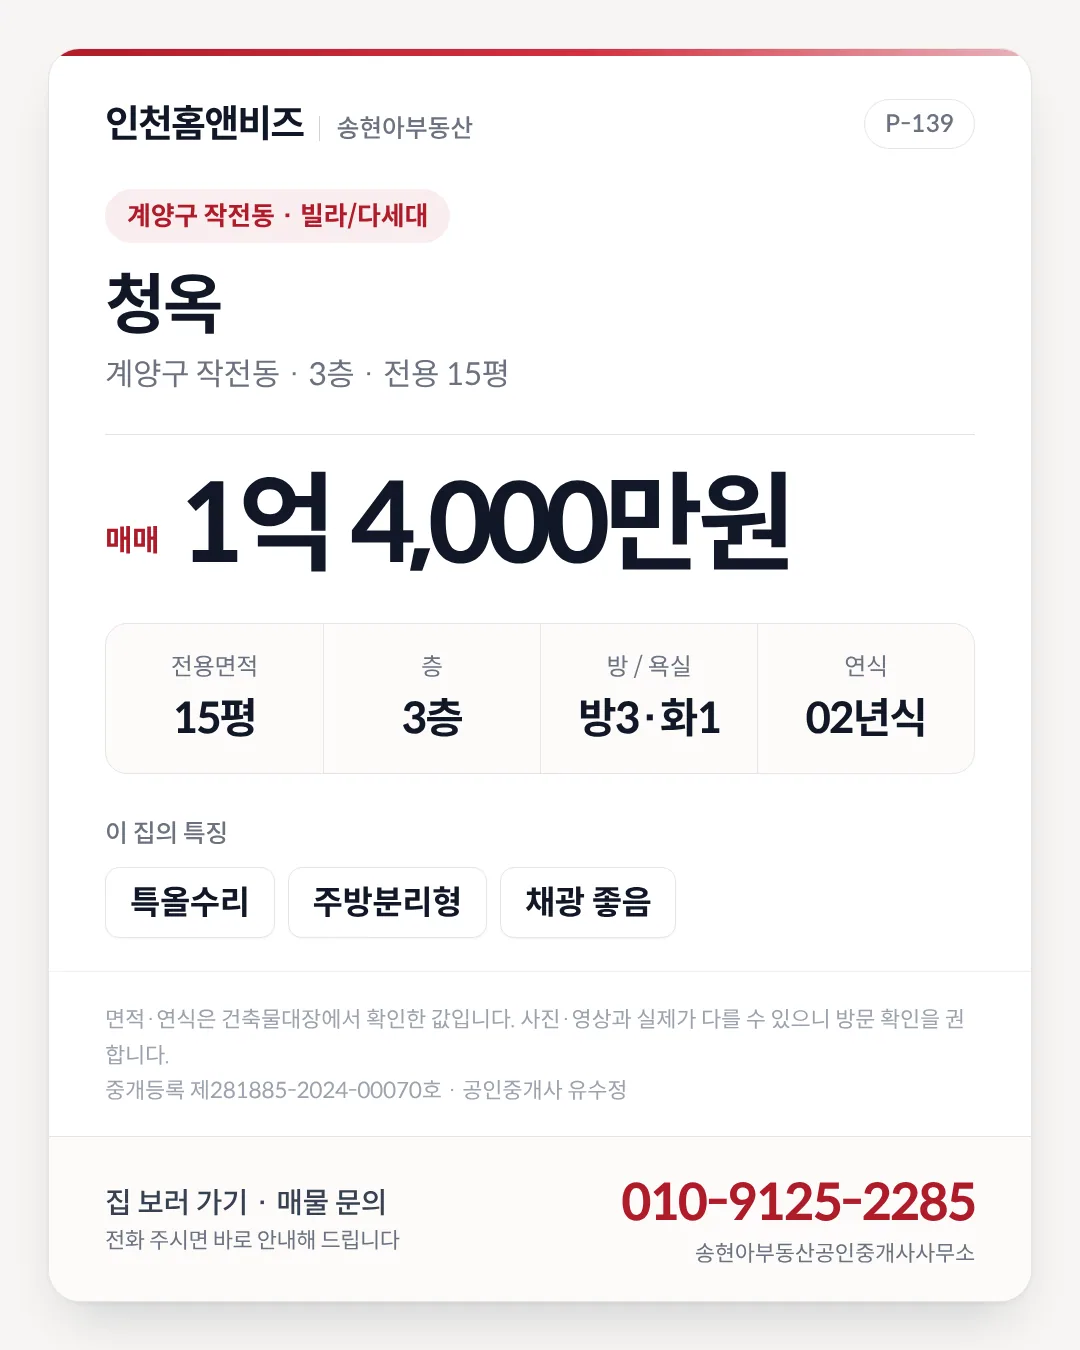 인천홈앤비즈 | 송현아부동산
P-139
계양구 작전동 · 빌라/다세대
청옥
계양구 작전동 · 3층 · 전용 15평
매매 1억 4,000만원
전용면적 층 방 / 욕실 연식
15평 3층 방3·화1 02년식
이 집의 특징
특올수리 주방분리형 채광 좋음
면적·연식은 건축물대장에서 확인한 값입니다. 사진·영상과 실제가 다를 수 있으니 방문 확인을 권
합니다.
중개등록 제281885-2024-00070호 · 공인중개사 유수정
집 보러 가기 · 매물 문의
전화 주시면 바로 안내해 드립니다
010-9125-2285
송현아부동산공인중개사사무소